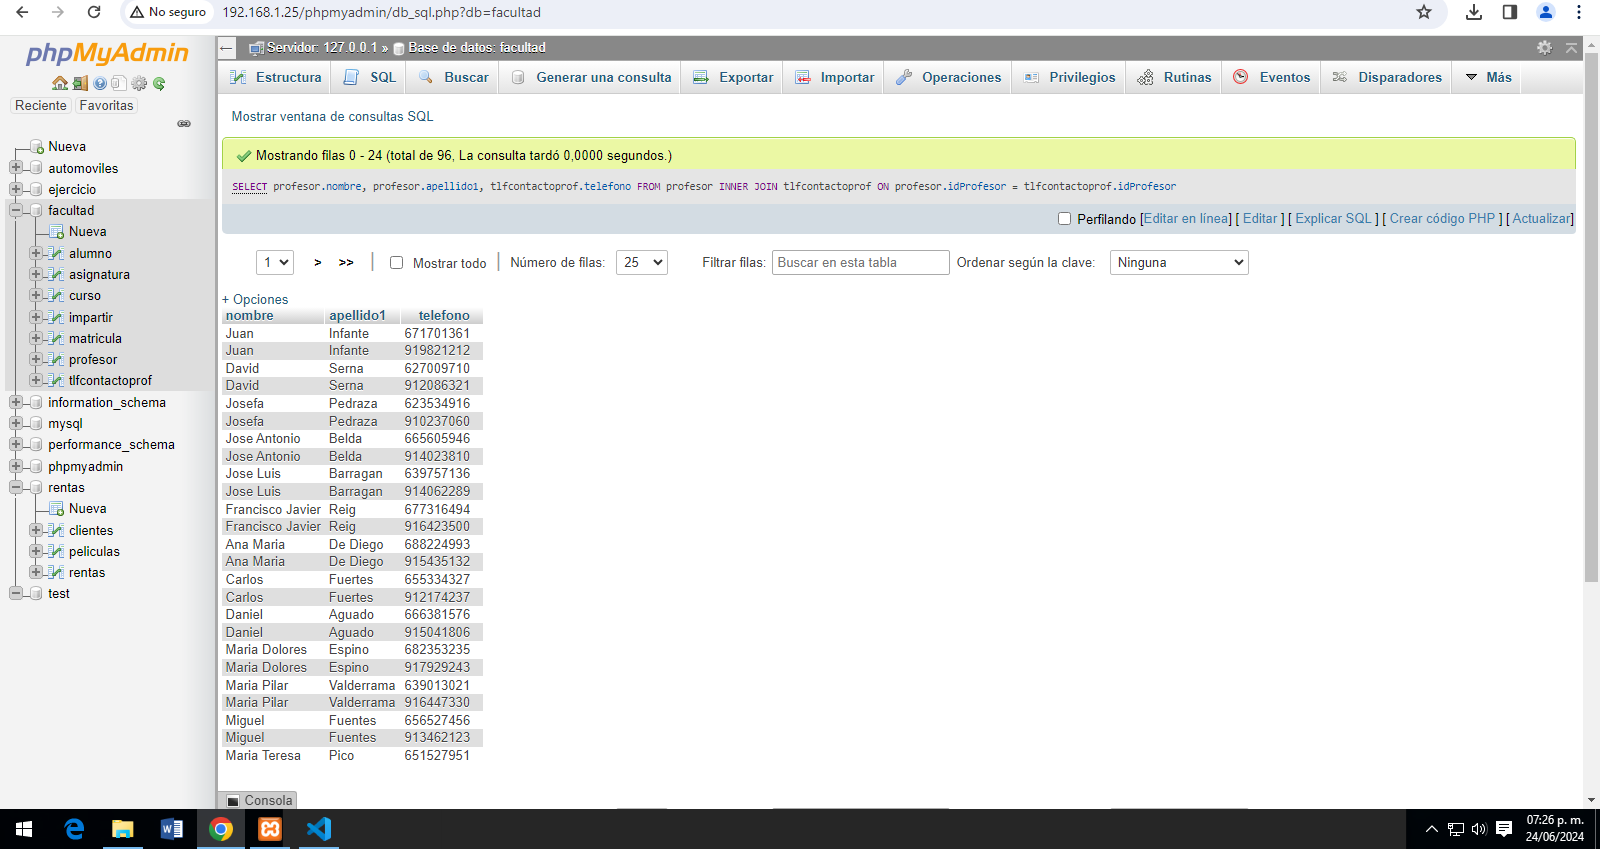 No seguro
192.168.1.25/phpmyadmin/db_sql.php?db=facultad
phpMyAdmin
Reciente
Favoritas
Nueva
automoviles
ejercicio
facultad
Nueva
alumno
asignatura
curso
impartir
matricula
profesor
tlfcontactoprof
information_schema
mysql
performance_schema
phpmyadmin
rentas
Nueva
clientes
peliculas
rentas
test
Servidor: 127.0.0.1 » Base de datos: facultad
Estructura SQL Buscar Generar una consulta Exportar Importar Operaciones Privilegios Rutinas Eventos Disparadores Más
Mostrar ventana de consultas SQL
Mostrando filas 0 - 24 (total de 96, La consulta tardó 0,0000 segundos.)
SELECT profesor.nombre, profesor.apellido1, tlfcontactoprof.telefono FROM profesor INNER JOIN tlfcontactoprof ON profesor.idProfesor = tlfcontactoprof.idProfesor
Perfilando [Editar en línea] [ Editar ] [ Explicar SQL ] [ Crear código PHP ] [ Actualizar]
1 > >> Mostrar todo Número de filas: 25 Filtrar filas: Buscar en esta tabla Ordenar según la clave: Ninguna
+ Opciones
nombre apellido1 telefono
Juan Infante 671701361
Juan Infante 919821212
David Serna 627009710
David Serna 912086321
Josefa Pedraza 623534916
Josefa Pedraza 910237060
Jose Antonio Belda 665605946
Jose Antonio Belda 914023810
Jose Luis Barragan 639757136
Jose Luis Barragan 914062289
Francisco Javier Reig 677316494
Francisco Javier Reig 916423500
Ana Maria De Diego 688224993
Ana Maria De Diego 915435132
Carlos Fuertes 655334327
Carlos Fuertes 912174237
Daniel Aguado 666381576
Daniel Aguado 915041806
Maria Dolores Espino 682353235
Maria Dolores Espino 917929243
Maria Pilar Valderrama 639013021
Maria Pilar Valderrama 916447330
Miguel Fuentes 656527456
Miguel Fuentes 913462123
Maria Teresa Pico 651527951
Consola
07:26 p. m.
24/06/2024